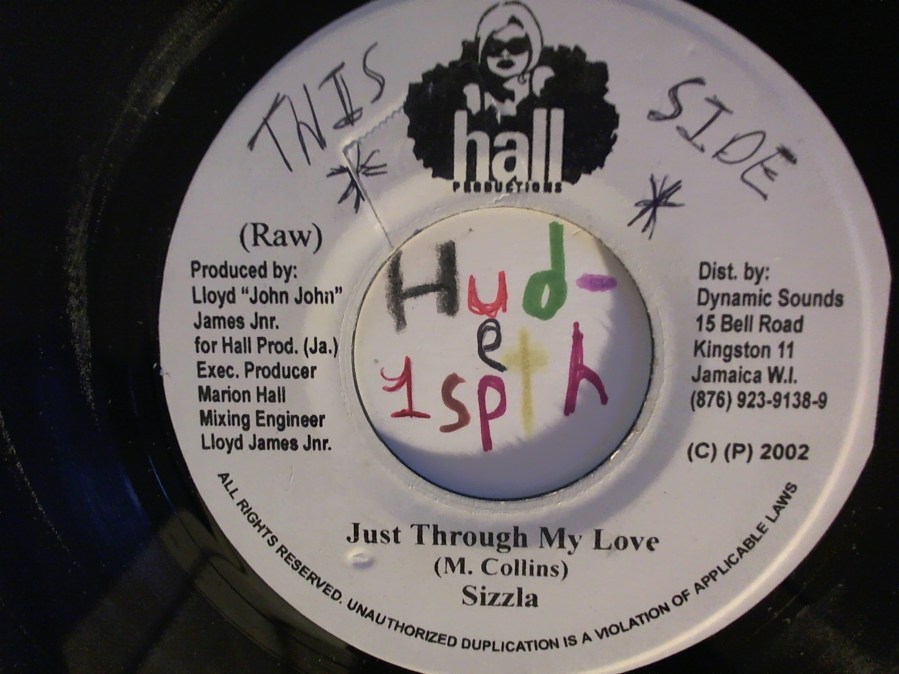 THIS SIDE
hall
PRODUCTIONS
(Raw)
Produced by:
Lloyd "John John"
James Jnr.
for Hall Prod. (Ja.)
Exec. Producer
Marion Hall
Mixing Engineer
Lloyd James Jnr.
Hud-
e
1spth
Dist. by:
Dynamic Sounds
15 Bell Road
Kingston 11
Jamaica W.I.
(876) 923-9138-9
(C) (P) 2002
Just Through My Love
(M. Collins)
Sizzla
ALL RIGHTS RESERVED. UNAUTHORIZED DUPLICATION IS A VIOLATION OF APPLICABLE LAWS